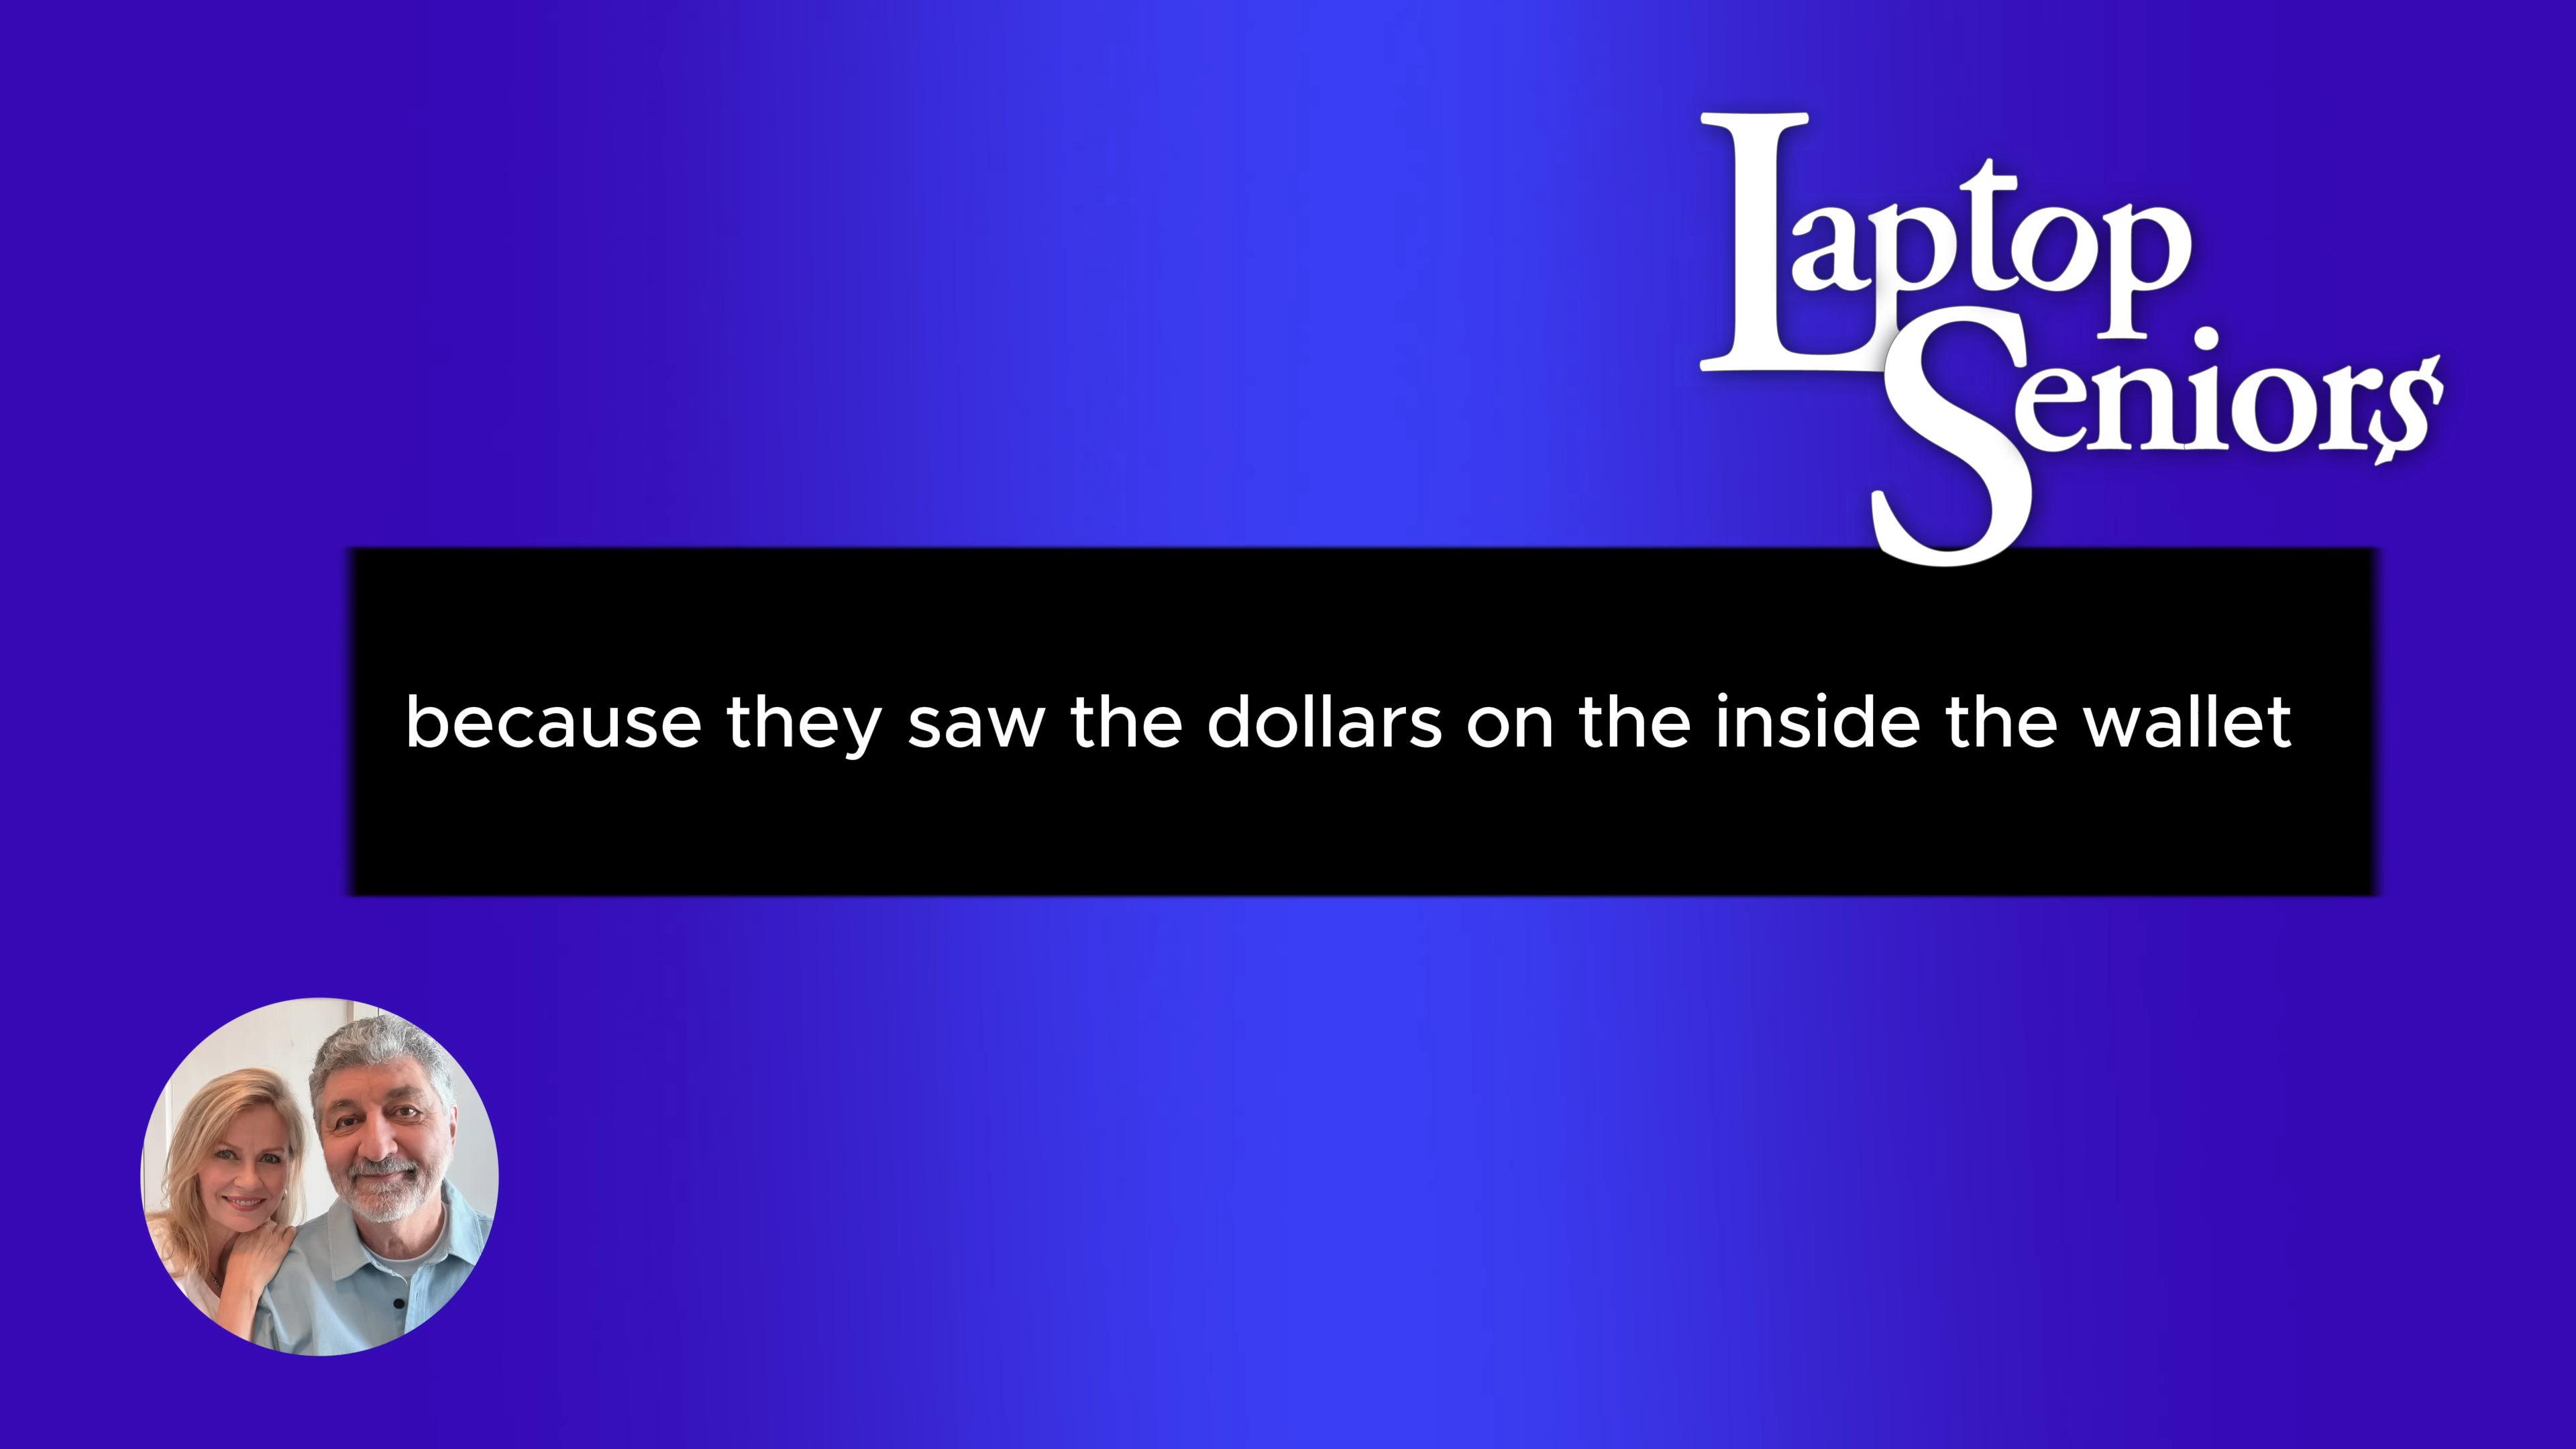 Laptop
Seniors
because they saw the dollars on the inside the wallet